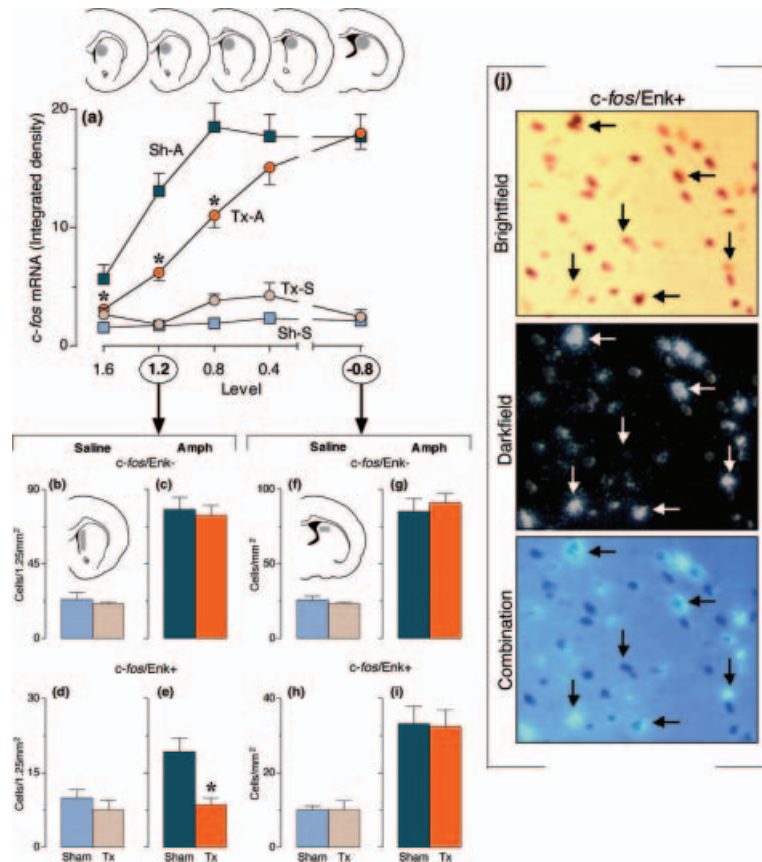 (a)
20
10
0
c-fos mRNA (Integrated density)
Sh-A
*
*
*
Tx-A
Tx-S
Sh-S
1.6 1.2 0.8 0.4 -0.8
Level
Saline Amph
c-fos/Enk-
(b) (c)
90
45
0
Cells/1.25mm²
Saline Amph
c-fos/Enk-
(f) (g)
100
50
0
Cells/mm²
c-fos/Enk+
(d) (e)
30
15
0
Cells/1.25mm²
*
Sham Tx Sham Tx
c-fos/Enk+
(h) (i)
40
20
0
Cells/mm²
Sham Tx Sham Tx
(j)
c-fos/Enk+
Brightfield
Darkfield
Combination